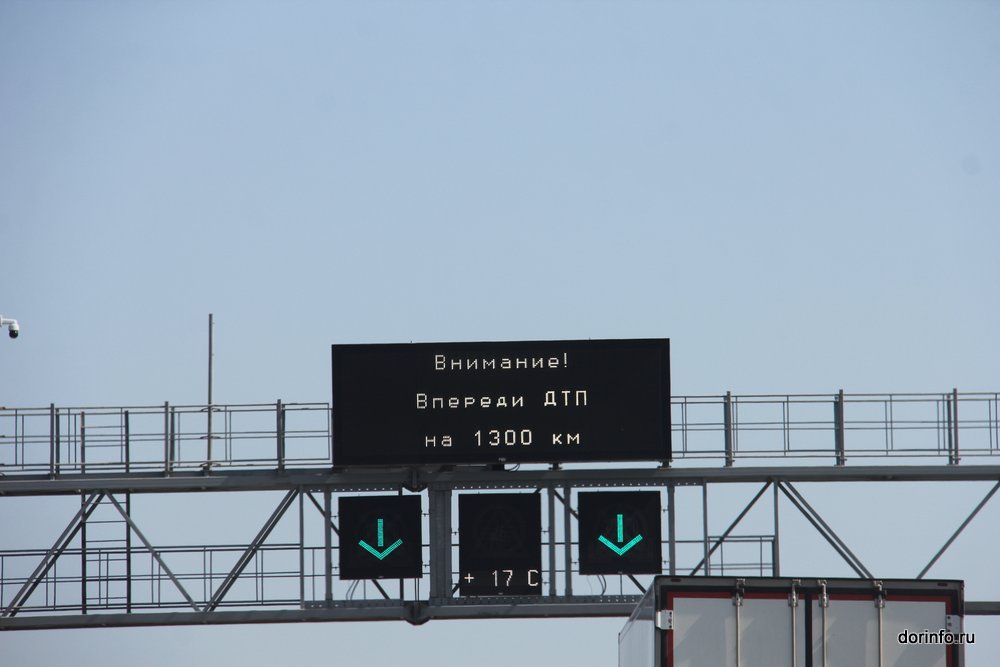 Внимание!
Впереди ДТП
на 1300 км
+ 17 C
dorinfo.ru